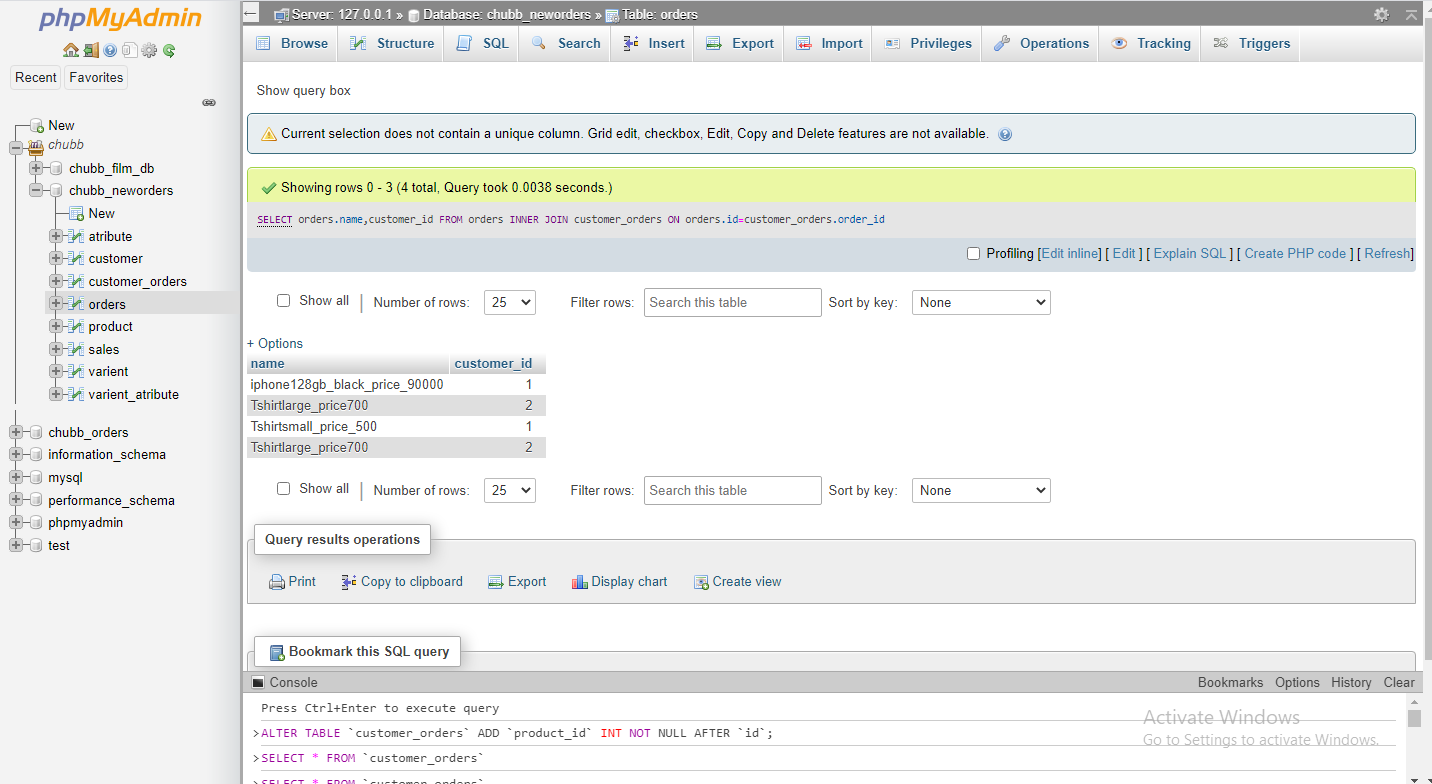 phpMyAdmin
Recent Favorites
New
chubb
chubb_film_db
chubb_neworders
New
atribute
customer
customer_orders
orders
product
sales
varient
varient_atribute
chubb_orders
information_schema
mysql
performance_schema
phpmyadmin
test
Server: 127.0.0.1 » Database: chubb_neworders » Table: orders
Browse Structure SQL Search Insert Export Import Privileges Operations Tracking Triggers
Show query box
Current selection does not contain a unique column. Grid edit, checkbox, Edit, Copy and Delete features are not available.
Showing rows 0 - 3 (4 total, Query took 0.0038 seconds.)
SELECT orders.name,customer_id FROM orders INNER JOIN customer_orders ON orders.id=customer_orders.order_id
Profiling [Edit inline] [ Edit ] [ Explain SQL ] [ Create PHP code ] [ Refresh]
Show all | Number of rows: 25 Filter rows: Search this table Sort by key: None
+ Options
name customer_id
iphone128gb_black_price_90000 1
Tshirtlarge_price700 2
Tshirtsmall_price_500 1
Tshirtlarge_price700 2
Show all | Number of rows: 25 Filter rows: Search this table Sort by key: None
Query results operations
Print Copy to clipboard Export Display chart Create view
Bookmark this SQL query
Console Bookmarks Options History Clear
Press Ctrl+Enter to execute query
>ALTER TABLE `customer_orders` ADD `product_id` INT NOT NULL AFTER `id`;
>SELECT * FROM `customer_orders`
>SELECT * FROM `customer_orders`
Activate Windows
Go to Settings to activate Windows.